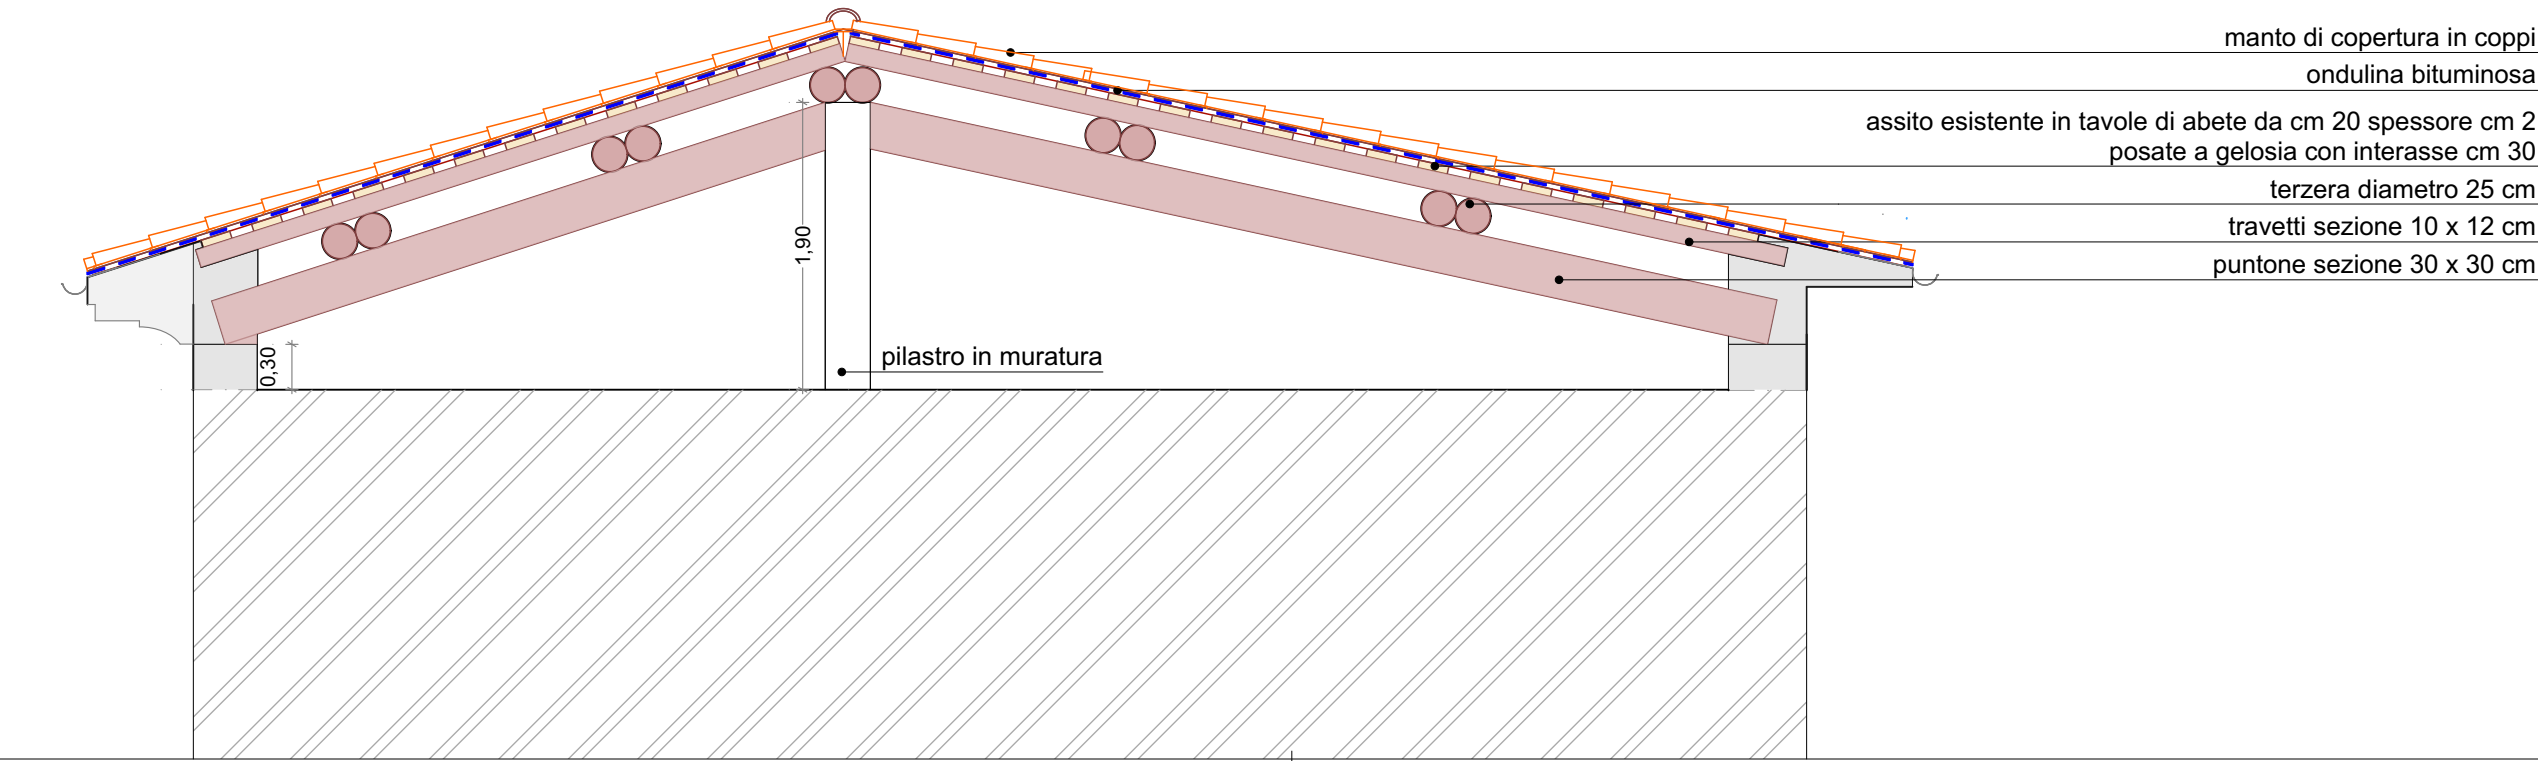 manto di copertura in coppi
ondulina bituminosa
assito esistente in tavole di abete da cm 20 spessore cm 2
posate a gelosia con interasse cm 30
terzera diametro 25 cm
travetti sezione 10 x 12 cm
puntone sezione 30 x 30 cm
1,90
0,30
pilastro in muratura